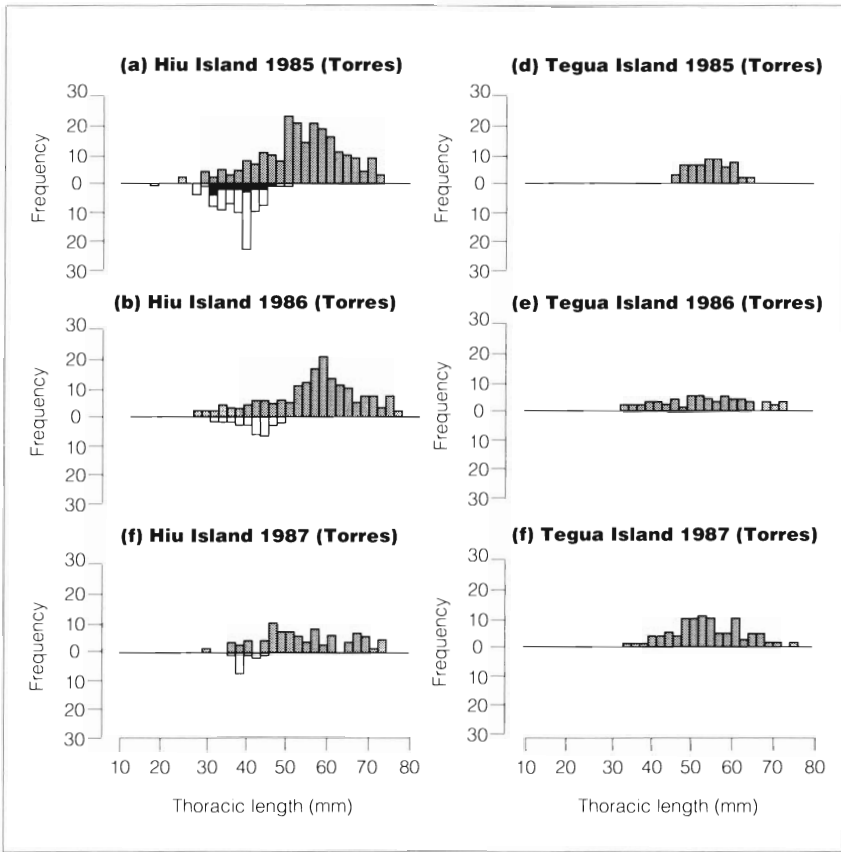 (a) Hiu Island 1985 (Torres)
30
20
10
0
10
20
30
Frequency
(d) Tegua Island 1985
30
20
10
0
10
20
30
Frequency
(b) Hiu Island 1986 (Torres)
30
20
10
0
10
20
30
Frequency
(e) Tegua Island 1986 (Torres)
30
20
10
0
10
20
30
Frequency
(f) Hiu Island 1987 (Torres)
30
20
10
0
10
20
30
Frequency
10 20 30 40 50 60 70 80
Thoracic length (mm)
(f) Tegua Island 1987 (Torres)
30
20
10
0
10
20
30
Frequency
10 20 30 40 50 60 70 80
Thoracic length (mm)